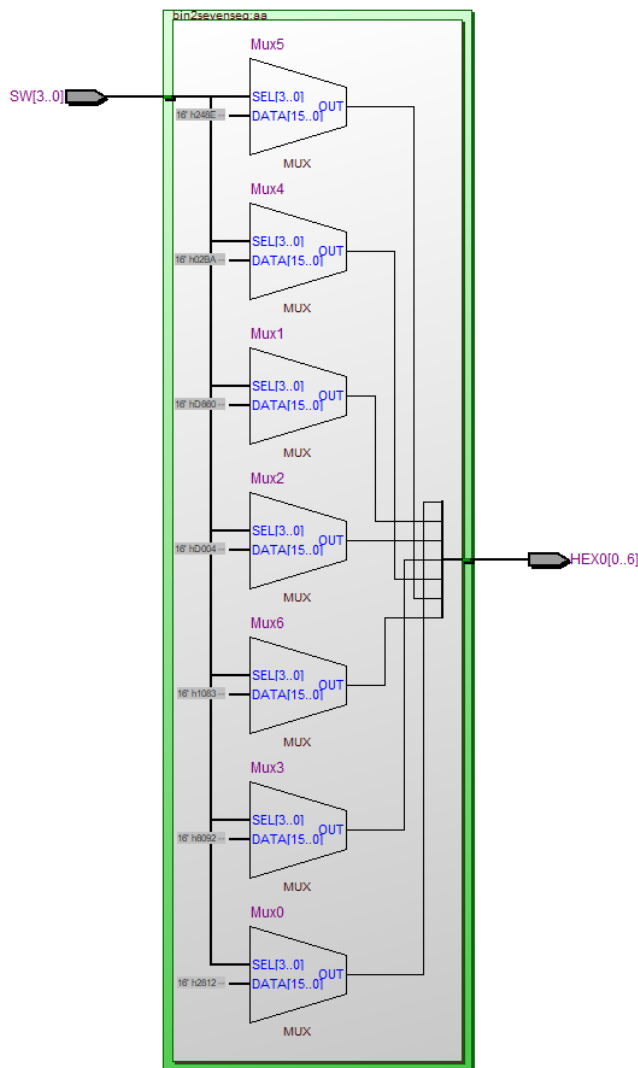 bin2sevenseg:aa
Mux5
SW[3..0]
SEL[3..0]
OUT
16' h248E --
DATA[15..0]
MUX
Mux4
SEL[3..0]
OUT
16' h02BA --
DATA[15..0]
MUX
Mux1
SEL[3..0]
OUT
16' hD860 --
DATA[15..0]
MUX
Mux2
SEL[3..0]
OUT
16' hD004 --
DATA[15..0]
HEX0[0..6]
MUX
Mux6
SEL[3..0]
OUT
16' h1083 --
DATA[15..0]
MUX
Mux3
SEL[3..0]
OUT
16' h8092 --
DATA[15..0]
MUX
Mux0
SEL[3..0]
OUT
16' h2812 --
DATA[15..0]
MUX